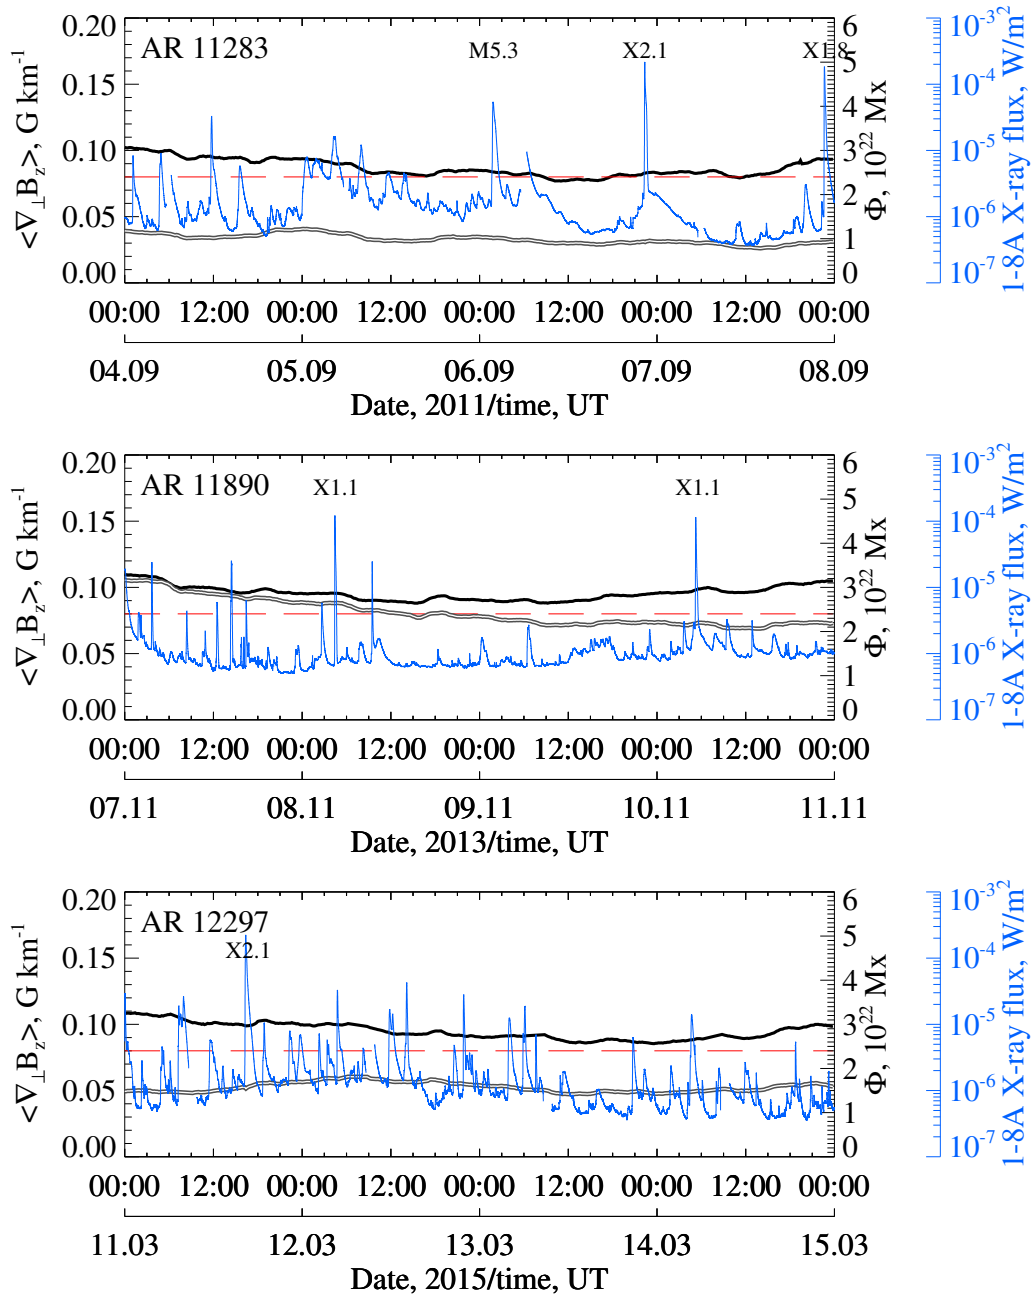 AR 11283
M5.3
X2.1
X1.8
0.20
0.15
0.10
0.05
0.00
<∇⊥Bz>, G km⁻¹
6
5
4
3
2
1
0
Φ, 10²² Mx
10⁻³
10⁻⁴
10⁻⁵
10⁻⁶
10⁻⁷
1-8A X-ray flux, W/m²
00:00 12:00 00:00 12:00 00:00 12:00 00:00 12:00 00:00
04.09 05.09 06.09 07.09 08.09
Date, 2011/time, UT
AR 11890
X1.1
X1.1
0.20
0.15
0.10
0.05
0.00
<∇⊥Bz>, G km⁻¹
6
5
4
3
2
1
0
Φ, 10²² Mx
10⁻³
10⁻⁴
10⁻⁵
10⁻⁶
10⁻⁷
1-8A X-ray flux, W/m²
00:00 12:00 00:00 12:00 00:00 12:00 00:00 12:00 00:00
07.11 08.11 09.11 10.11 11.11
Date, 2013/time, UT
AR 12297
X2.1
0.20
0.15
0.10
0.05
0.00
<∇⊥Bz>, G km⁻¹
6
5
4
3
2
1
0
Φ, 10²² Mx
10⁻³
10⁻⁴
10⁻⁵
10⁻⁶
10⁻⁷
1-8A X-ray flux, W/m²
00:00 12:00 00:00 12:00 00:00 12:00 00:00 12:00 00:00
11.03 12.03 13.03 14.03 15.03
Date, 2015/time, UT